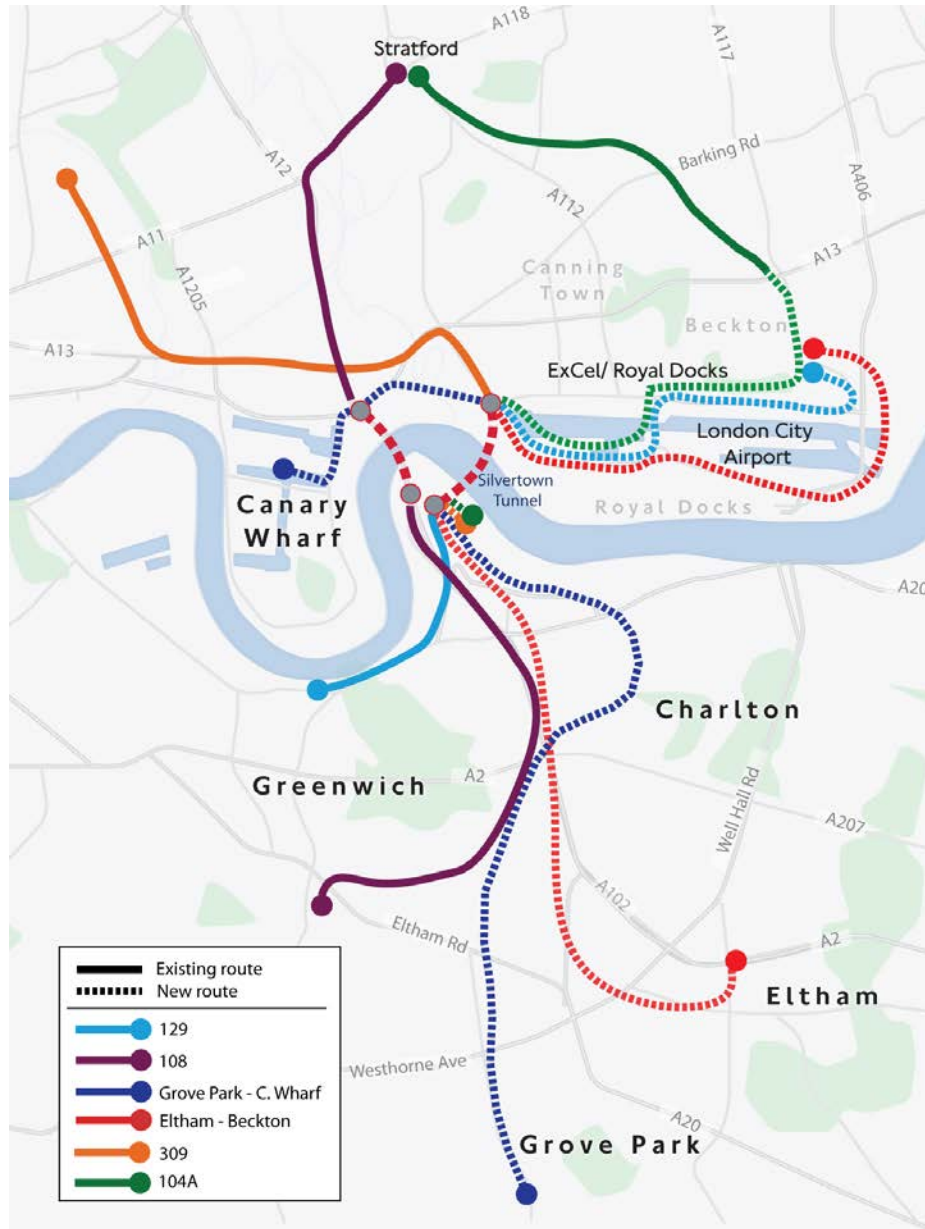 A118
Stratford
A117
A12
Barking Rd
A406
A112
A11
A1205
A13
Canning
Town
Beckton
A13
ExCel/ Royal Docks
London City
Airport
Silvertown
Tunnel
Canary
Wharf
Royal Docks
A20
Charlton
Greenwich
A2
Well Hall Rd
A207
A102
Eltham Rd
A2
Eltham
Existing route
New route
129
108
Grove Park - C. Wharf
Eltham - Beckton
309
104A
Westhorne Ave
A20
Grove Park